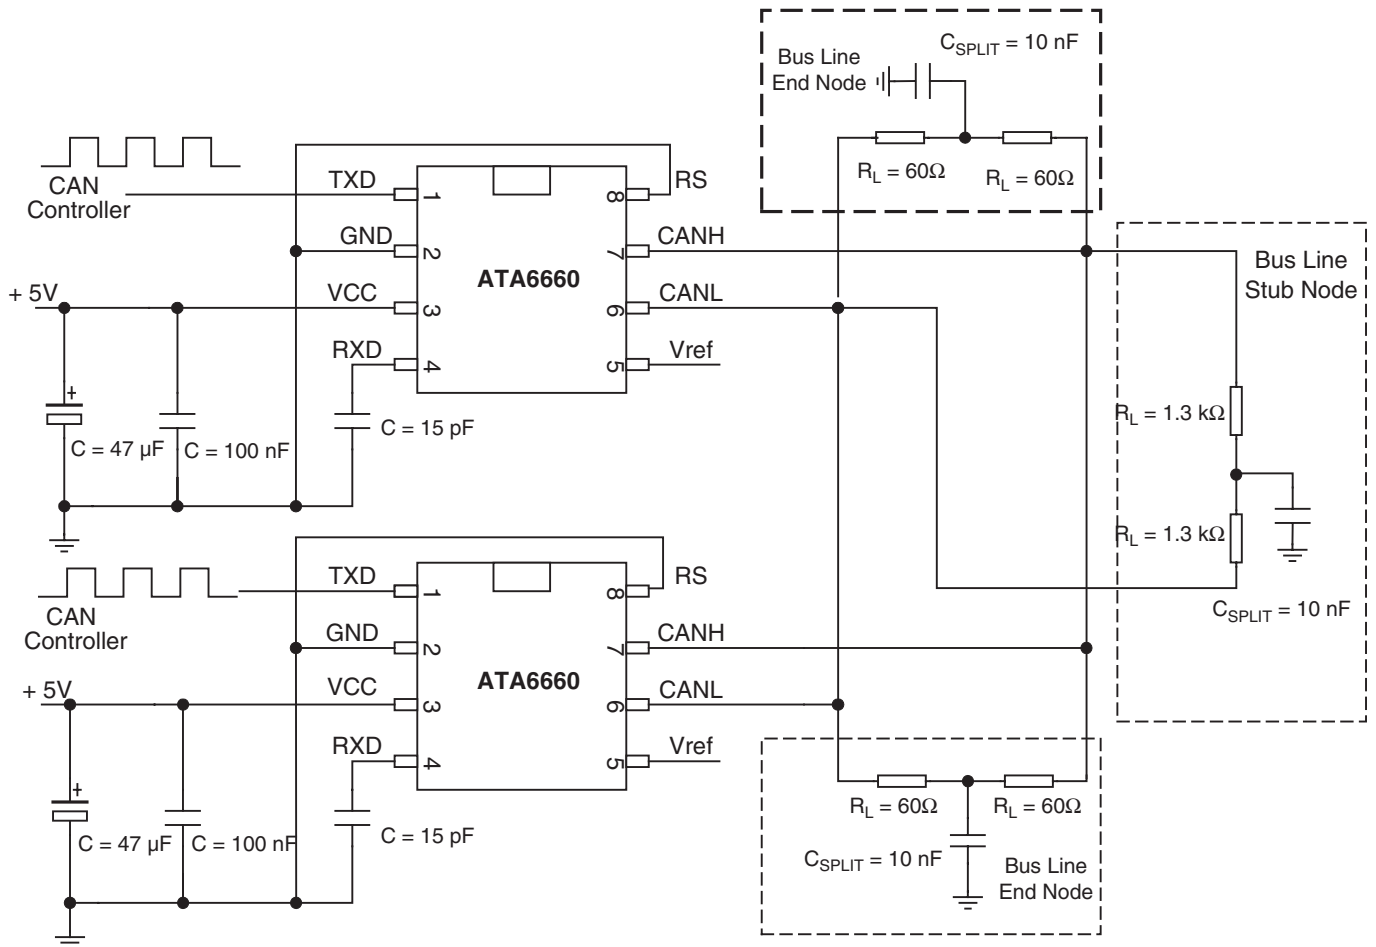 Bus Line
End Node
C_SPLIT = 10 nF
R_L = 60Ω
R_L = 60Ω
CAN
Controller
TXD
1
8
RS
GND
2
7
CANH
ATA6660
+ 5V
VCC
3
6
CANL
RXD
4
5
Vref
+
C = 47 µF
C = 100 nF
C = 15 pF
Bus Line
Stub Node
R_L = 1.3 kΩ
R_L = 1.3 kΩ
C_SPLIT = 10 nF
CAN
Controller
TXD
1
8
RS
GND
2
7
CANH
ATA6660
+ 5V
VCC
3
6
CANL
RXD
4
5
Vref
+
C = 47 µF
C = 100 nF
C = 15 pF
R_L = 60Ω
R_L = 60Ω
C_SPLIT = 10 nF
Bus Line
End Node